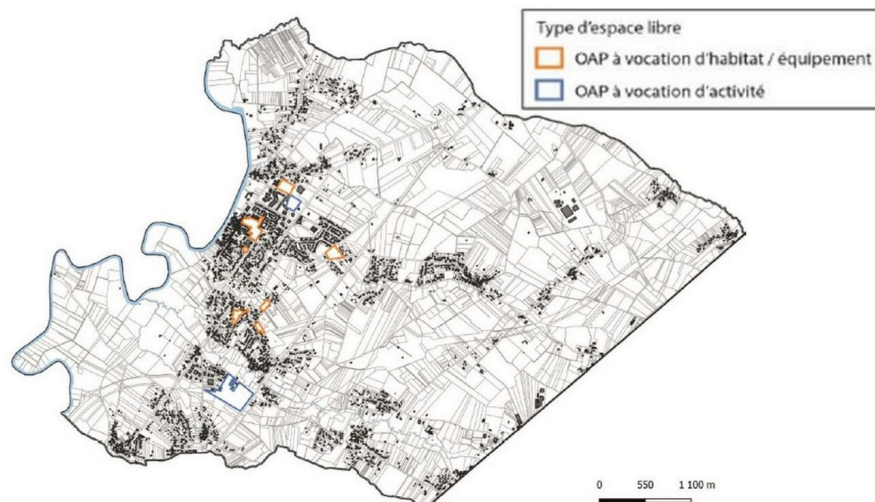 Type d'espace libre
OAP à vocation d'habitat / équipement
OAP à vocation d'activité
0 550 1 100 m